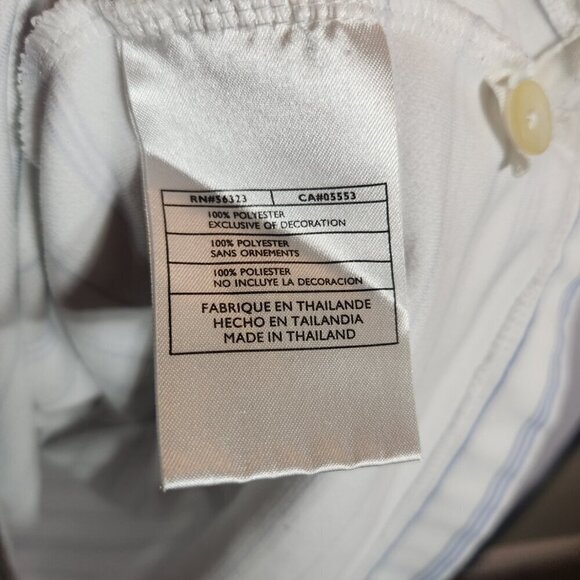 RN#56323 CA#05553
100% POLYESTER
EXCLUSIVE OF DECORATION
100% POLYESTER
SANS ORNEMENTS
100% POLIESTER
NO INCLUYE LA DECORACION
FABRIQUE EN THAILANDE
HECHO EN TAILANDIA
MADE IN THAILAND